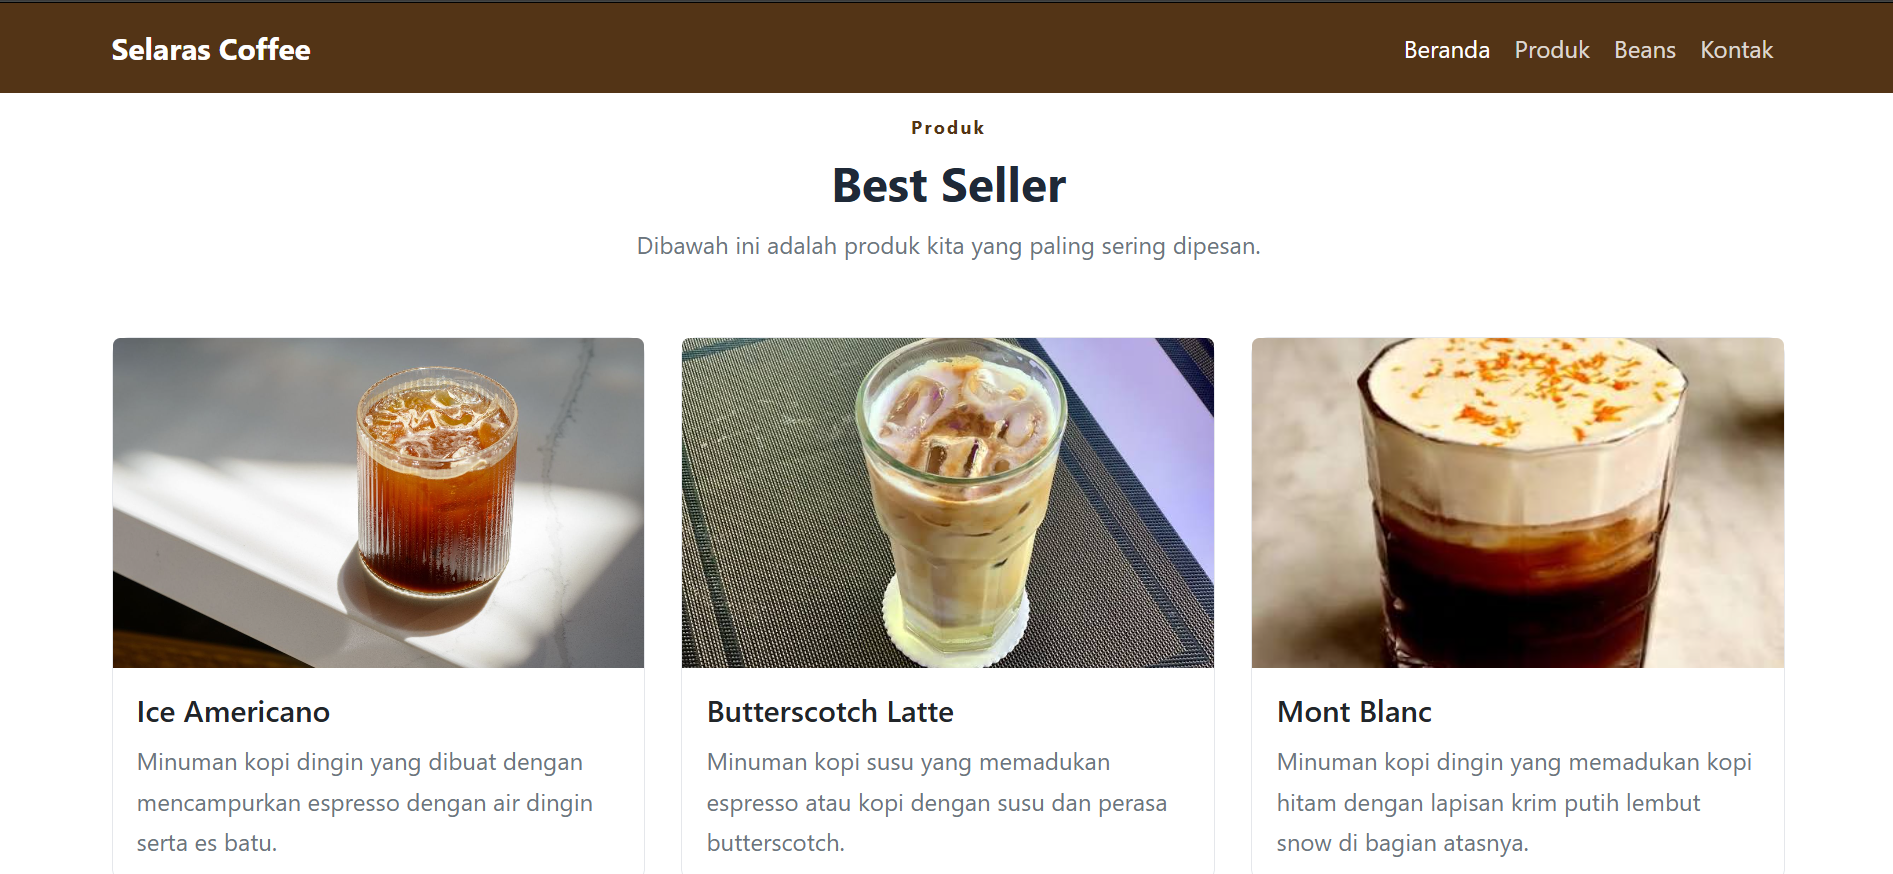 Selaras Coffee
Beranda Produk Beans Kontak
Produk
Best Seller
Dibawah ini adalah produk kita yang paling sering dipesan.
Ice Americano
Minuman kopi dingin yang dibuat dengan
mencampurkan espresso dengan air dingin
serta es batu.
Butterscotch Latte
Minuman kopi susu yang memadukan
espresso atau kopi dengan susu dan perasa
butterscotch.
Mont Blanc
Minuman kopi dingin yang memadukan kopi
hitam dengan lapisan krim putih lembut
snow di bagian atasnya.